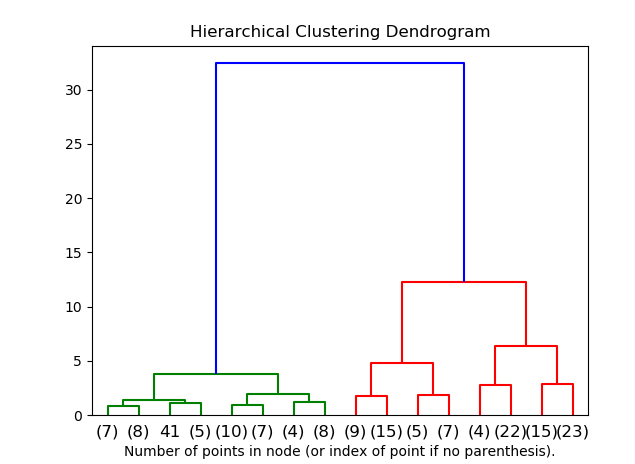 Hierarchical Clustering Dendrogram
30
25
20
15
10
5
0
(7) (8) 41 (5) (10) (7) (4) (8) (9) (15) (5) (7) (4) (22) (15) (23)
Number of points in node (or index of point if no parenthesis).